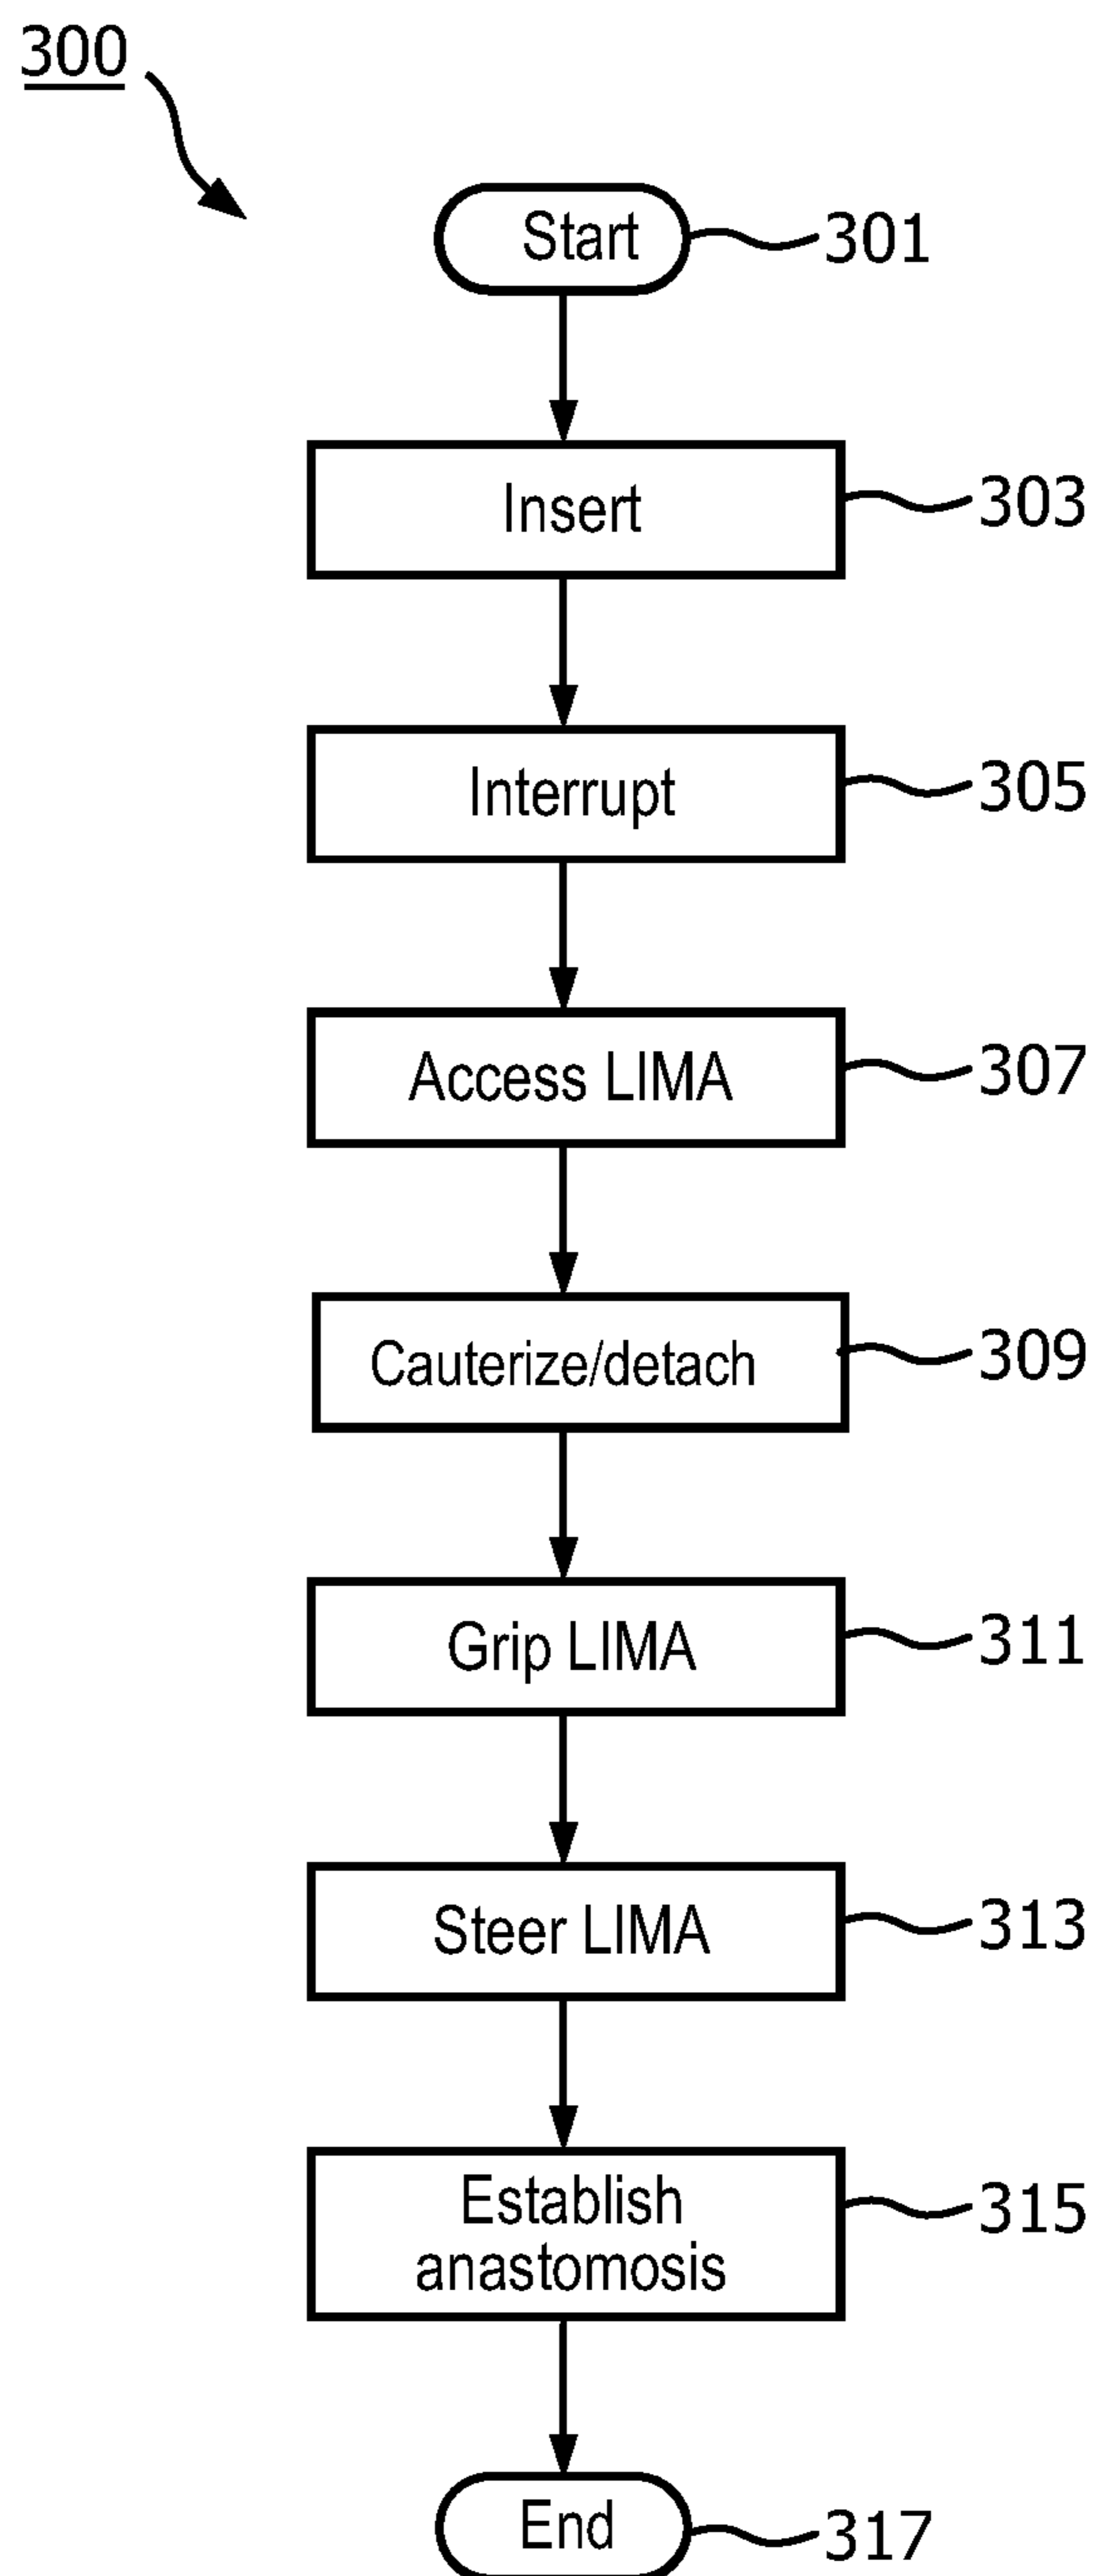 300
Start
301
Insert
303
Interrupt
305
Access LIMA
307
Cauterize/detach
309
Grip LIMA
311
Steer LIMA
313
Establish
anastomosis
315
End
317